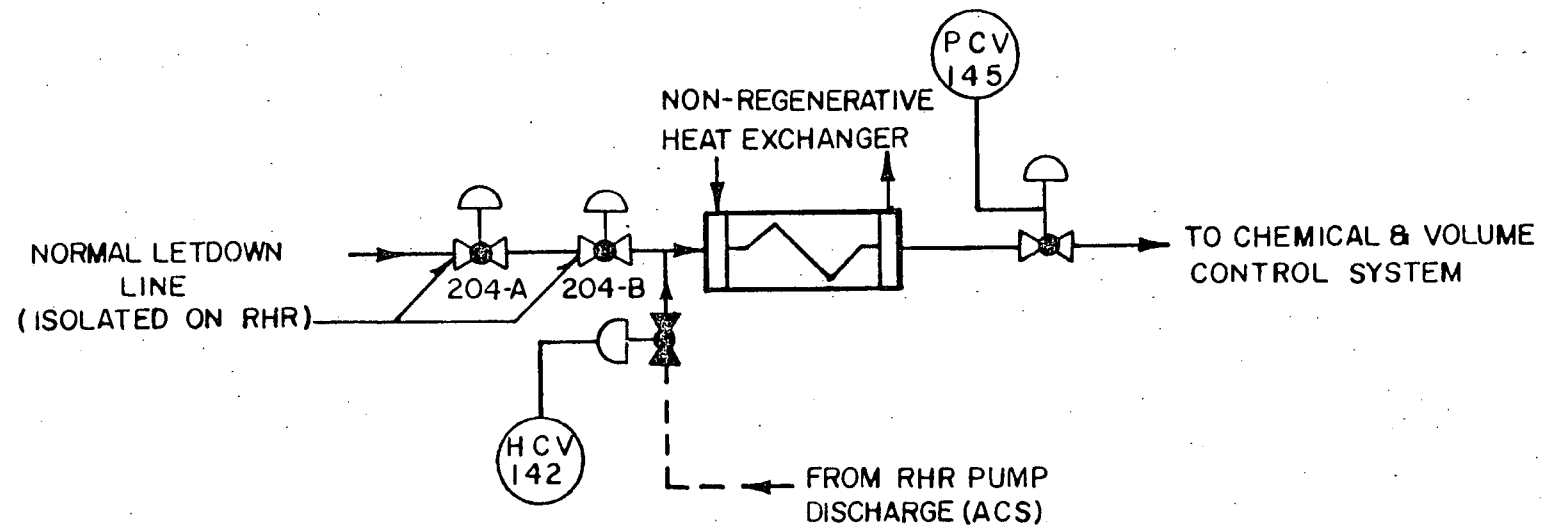 PCV
145
NON-REGENERATIVE
HEAT EXCHANGER
NORMAL LETDOWN
LINE
(ISOLATED ON RHR)
204-A
204-B
TO CHEMICAL & VOLUME
CONTROL SYSTEM
HCV
142
FROM RHR PUMP
DISCHARGE (ACS)